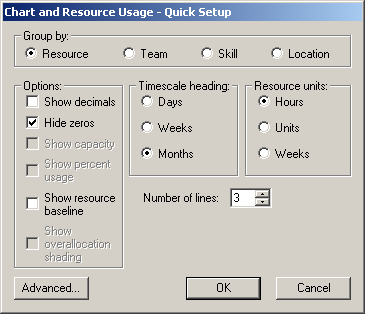 Chart and Resource Usage - Quick Setup
Group by:
Resource Team Skill Location
Options:
Show decimals
Hide zeros
Show capacity
Show percent
usage
Show resource
baseline
Show
overallocation
shading
Timescale heading:
Days
Weeks
Months
Resource units:
Hours
Units
Weeks
Number of lines: 3
Advanced... OK Cancel